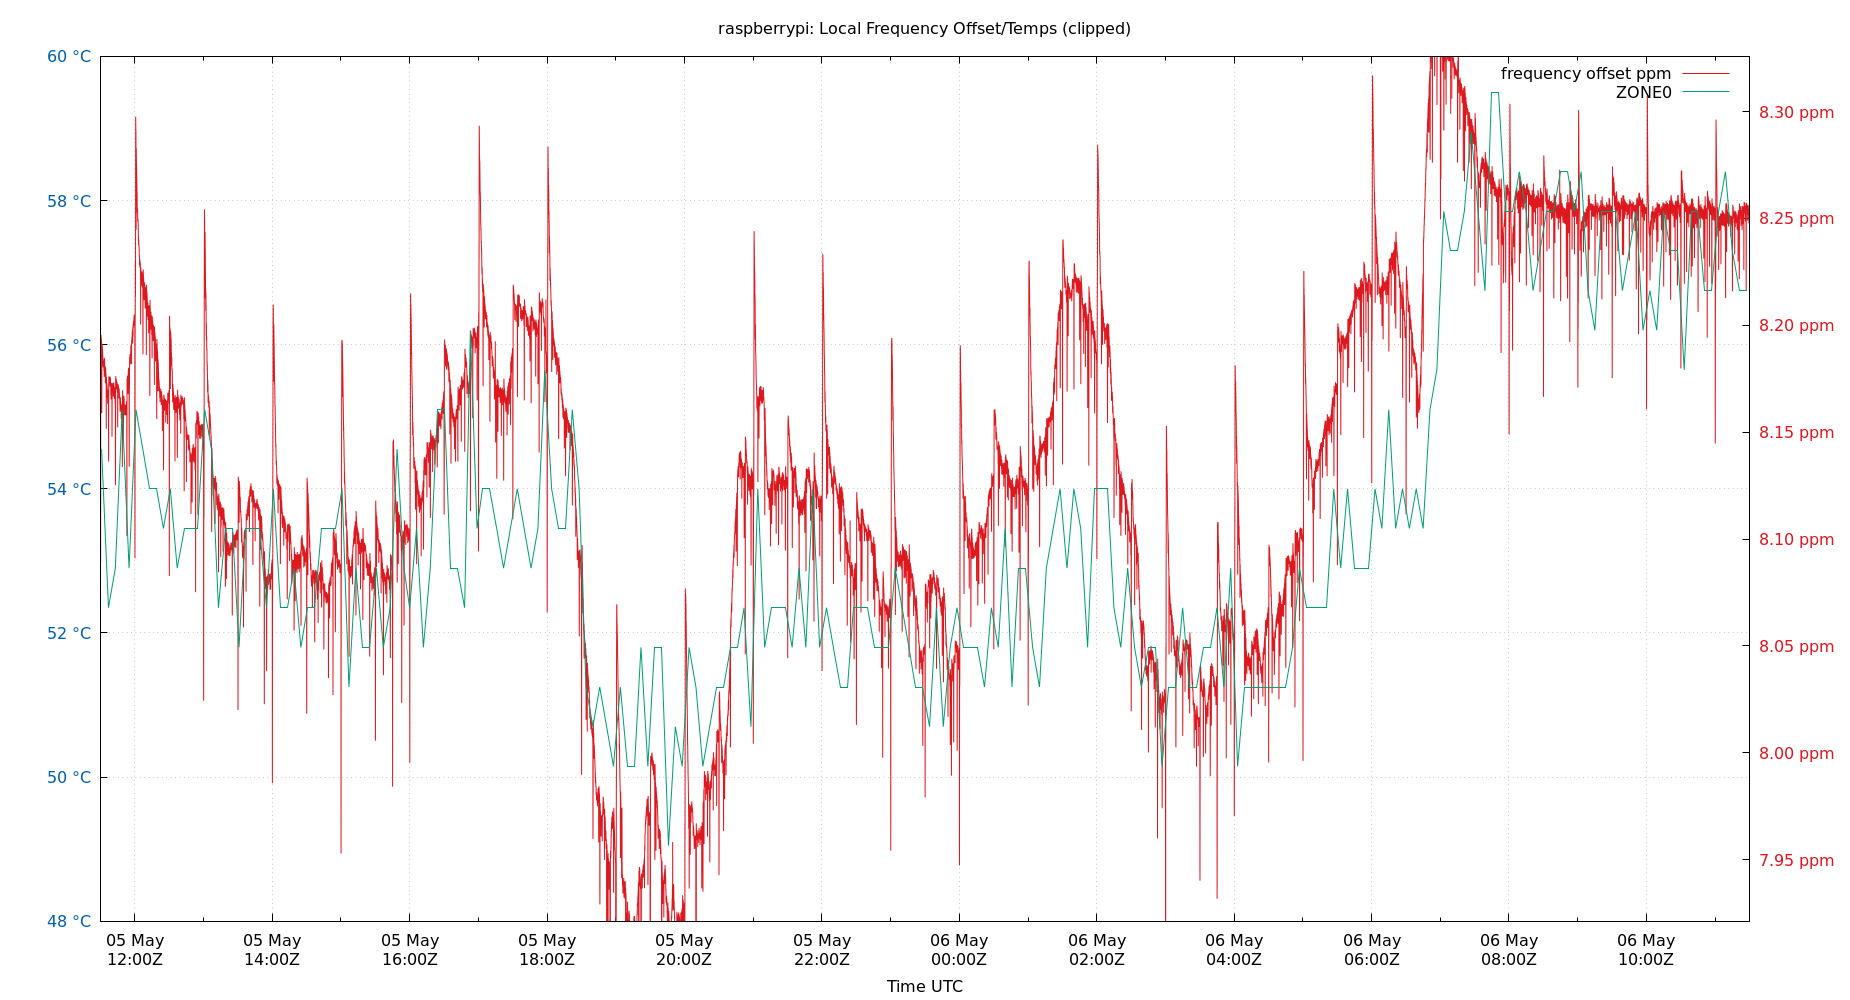 raspberrypi: Local Frequency Offset/Temps (clipped)
60 °C
58 °C
56 °C
54 °C
52 °C
50 °C
48 °C
frequency offset ppm
ZONE0
8.30 ppm
8.25 ppm
8.20 ppm
8.15 ppm
8.10 ppm
8.05 ppm
8.00 ppm
7.95 ppm
05 May 05 May 05 May 05 May 05 May 05 May 06 May 06 May 06 May 06 May 06 May 06 May
12:00Z 14:00Z 16:00Z 18:00Z 20:00Z 22:00Z 00:00Z 02:00Z 04:00Z 06:00Z 08:00Z 10:00Z
Time UTC